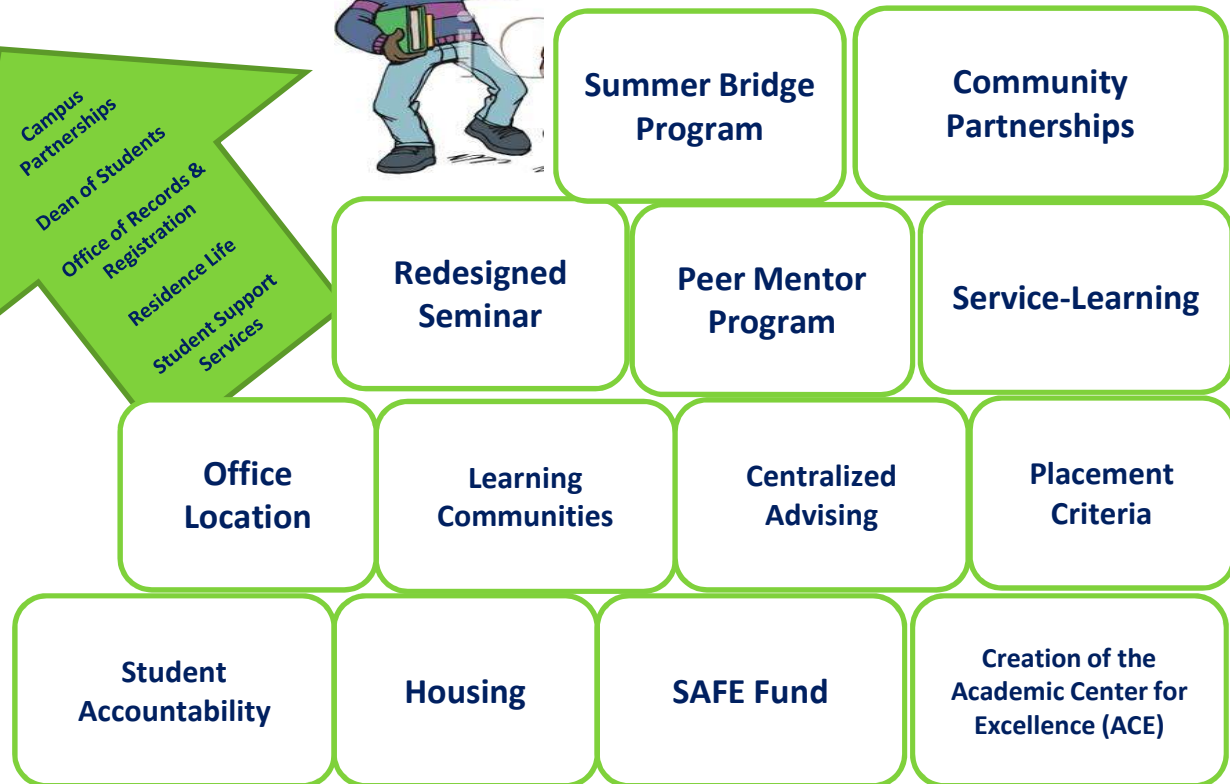 Campus
Partnerships
Dean of Students
Office of Records &
Registration
Residence Life
Student Support
Services
Summer Bridge
Program
Community
Partnerships
Redesigned
Seminar
Peer Mentor
Program
Service-Learning
Office
Location
Learning
Communities
Centralized
Advising
Placement
Criteria
Student
Accountability
Housing
SAFE Fund
Creation of the
Academic Center for
Excellence (ACE)